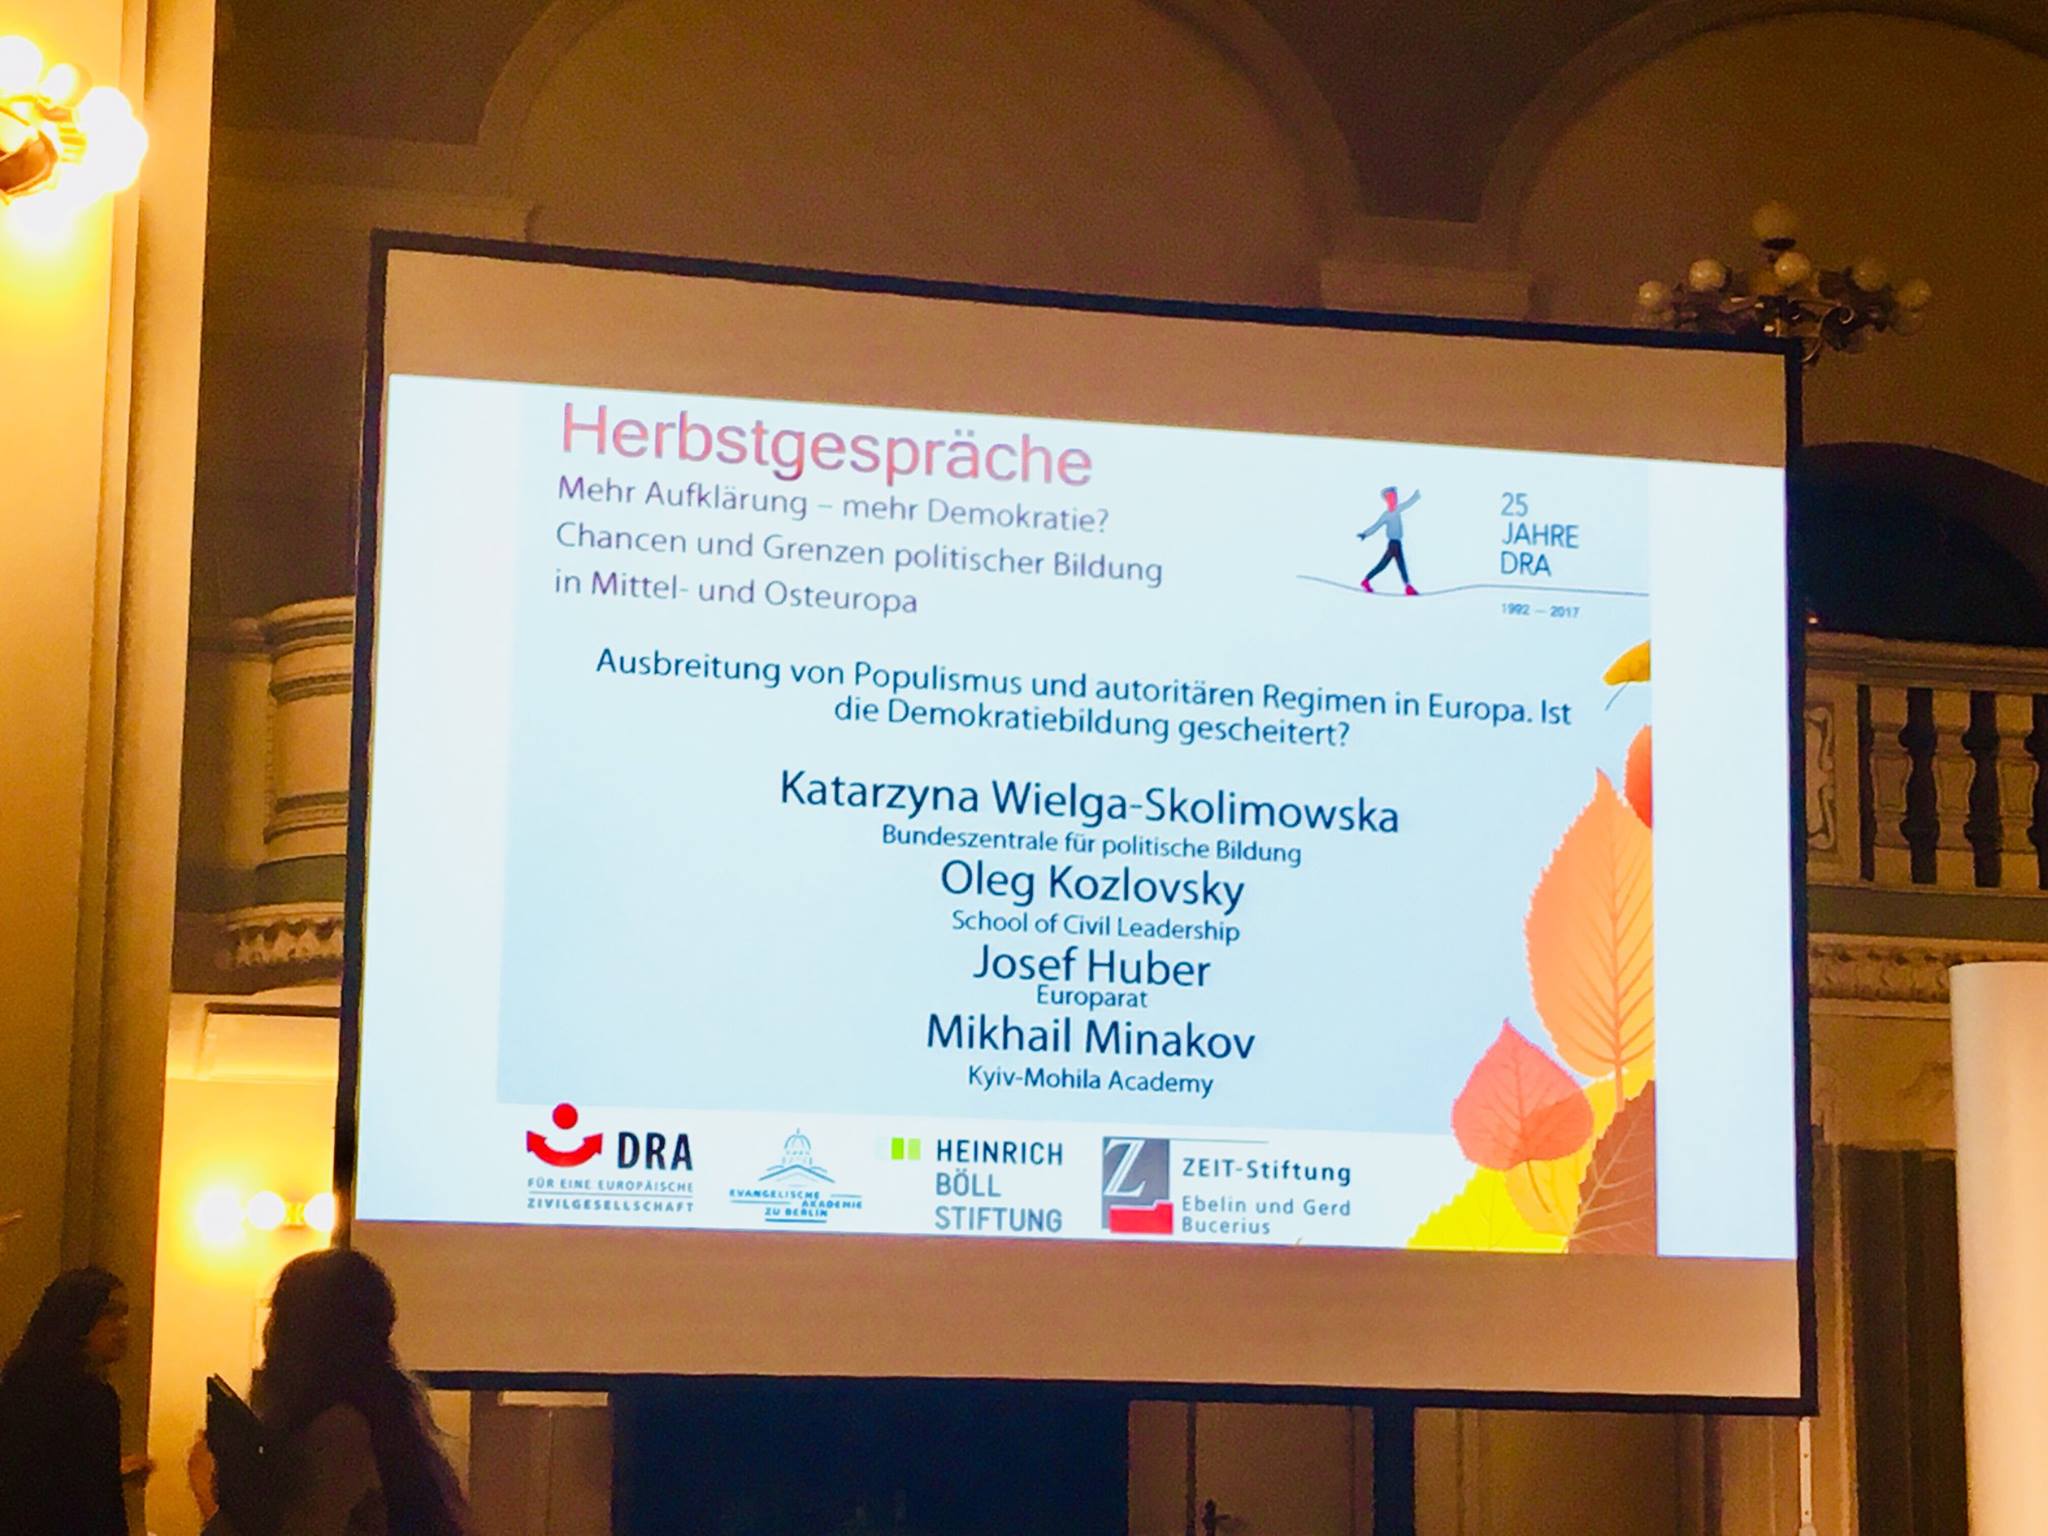 Herbstgespräche
Mehr Aufklärung – mehr Demokratie?
Chancen und Grenzen politischer Bildung
in Mittel- und Osteuropa
25
JAHRE
DRA
1992 – 2017
Ausbreitung von Populismus und autoritären Regimen in Europa. Ist
die Demokratiebildung gescheitert?
Katarzyna Wielga-Skolimowska
Bundeszentrale für politische Bildung
Oleg Kozlovsky
School of Civil Leadership
Josef Huber
Europarat
Mikhail Minakov
Kyiv-Mohila Academy
DRA
FÜR EINE EUROPÄISCHE
ZIVILGESELLSCHAFT
EVANGELISCHE
AKADEMIE
ZU BERLIN
HEINRICH
BÖLL
STIFTUNG
Z
ZEIT-Stiftung
Ebelin und Gerd
Bucerius